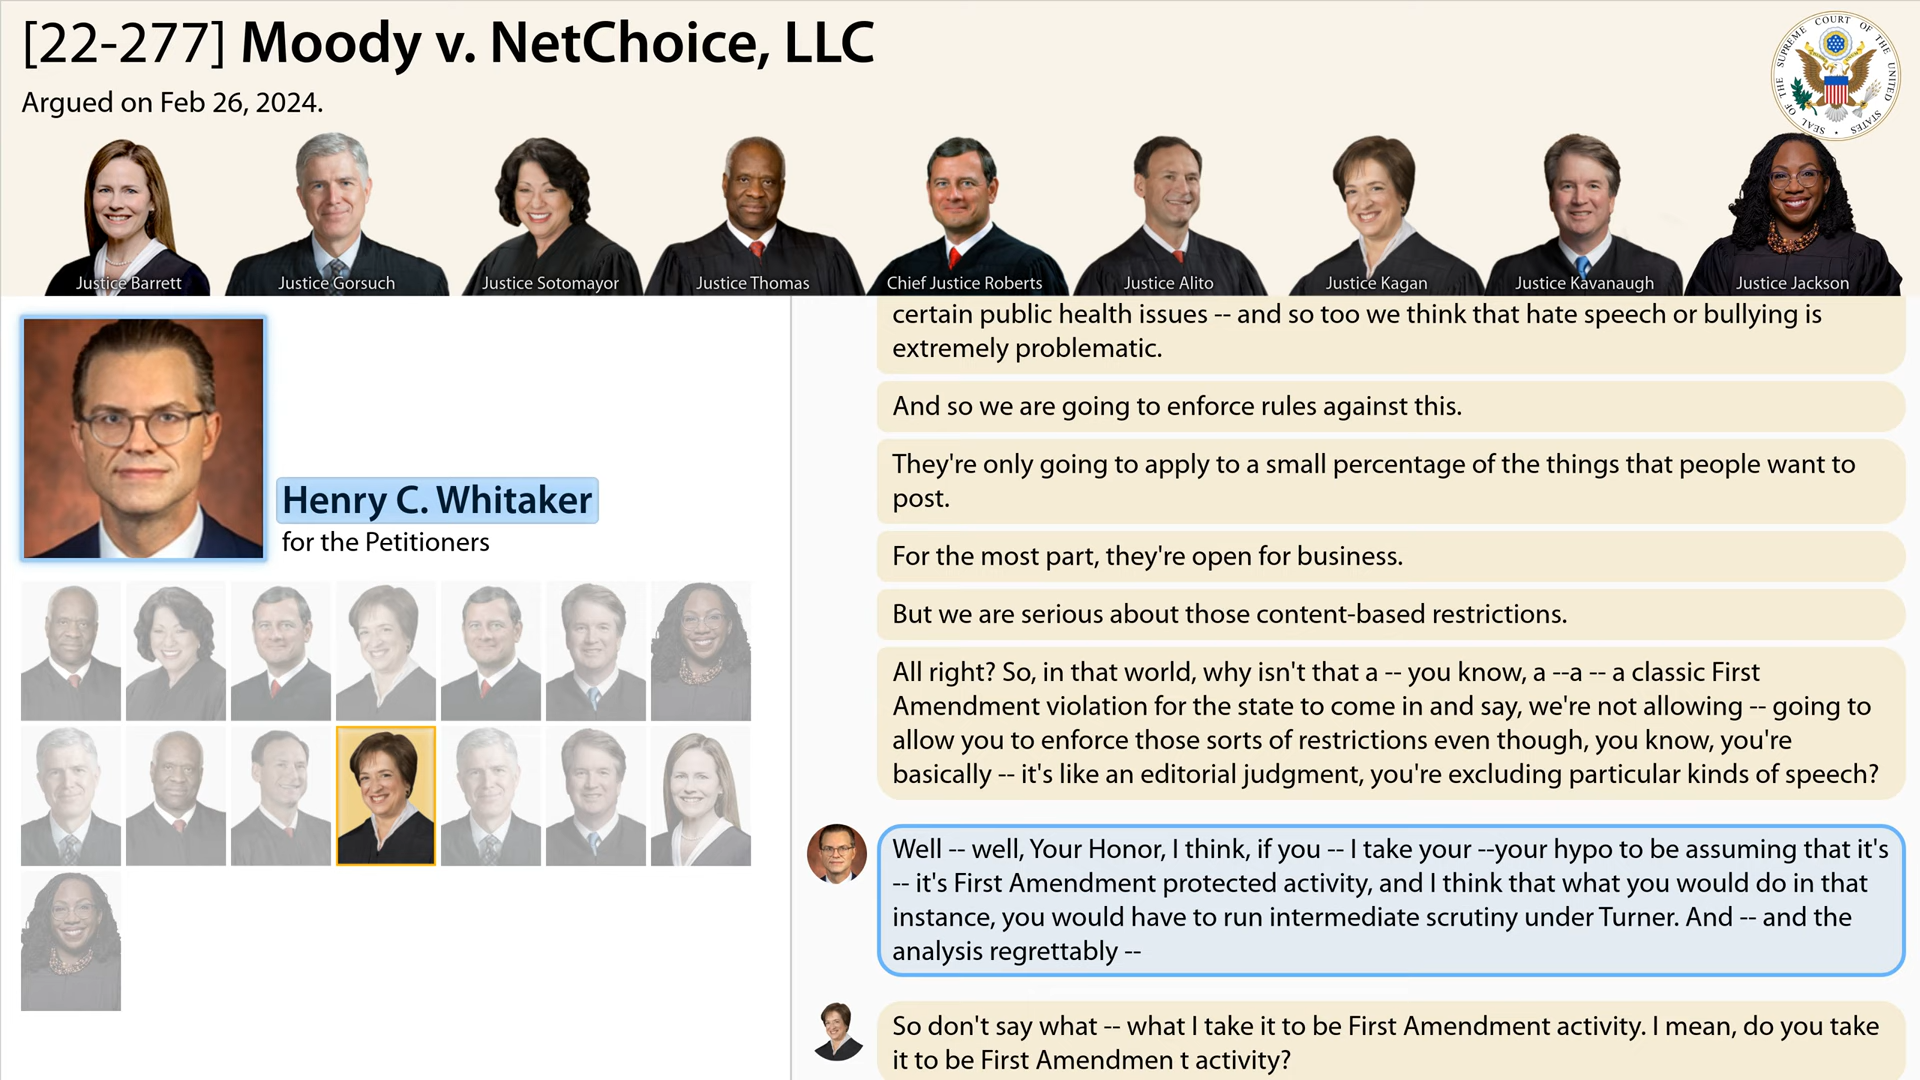 [22-277] Moody v. NetChoice, LLC
Argued on Feb 26, 2024.
SEAL OF THE SUPREME COURT OF THE UNITED STATES
Justice Barrett
Justice Gorsuch
Justice Sotomayor
Justice Thomas
Chief Justice Roberts
Justice Alito
Justice Kagan
Justice Kavanaugh
Justice Jackson
Henry C. Whitaker
for the Petitioners
certain public health issues -- and so too we think that hate speech or bullying is
extremely problematic.
And so we are going to enforce rules against this.
They're only going to apply to a small percentage of the things that people want to
post.
For the most part, they're open for business.
But we are serious about those content-based restrictions.
All right? So, in that world, why isn't that a -- you know, a --a -- a classic First
Amendment violation for the state to come in and say, we're not allowing -- going to
allow you to enforce those sorts of restrictions even though, you know, you're
basically -- it's like an editorial judgment, you're excluding particular kinds of speech?
Well -- well, Your Honor, I think, if you -- I take your --your hypo to be assuming that it's
-- it's First Amendment protected activity, and I think that what you would do in that
instance, you would have to run intermediate scrutiny under Turner. And -- and the
analysis regrettably --
So don't say what -- what I take it to be First Amendment activity. I mean, do you take
it to be First Amendmen t activity?